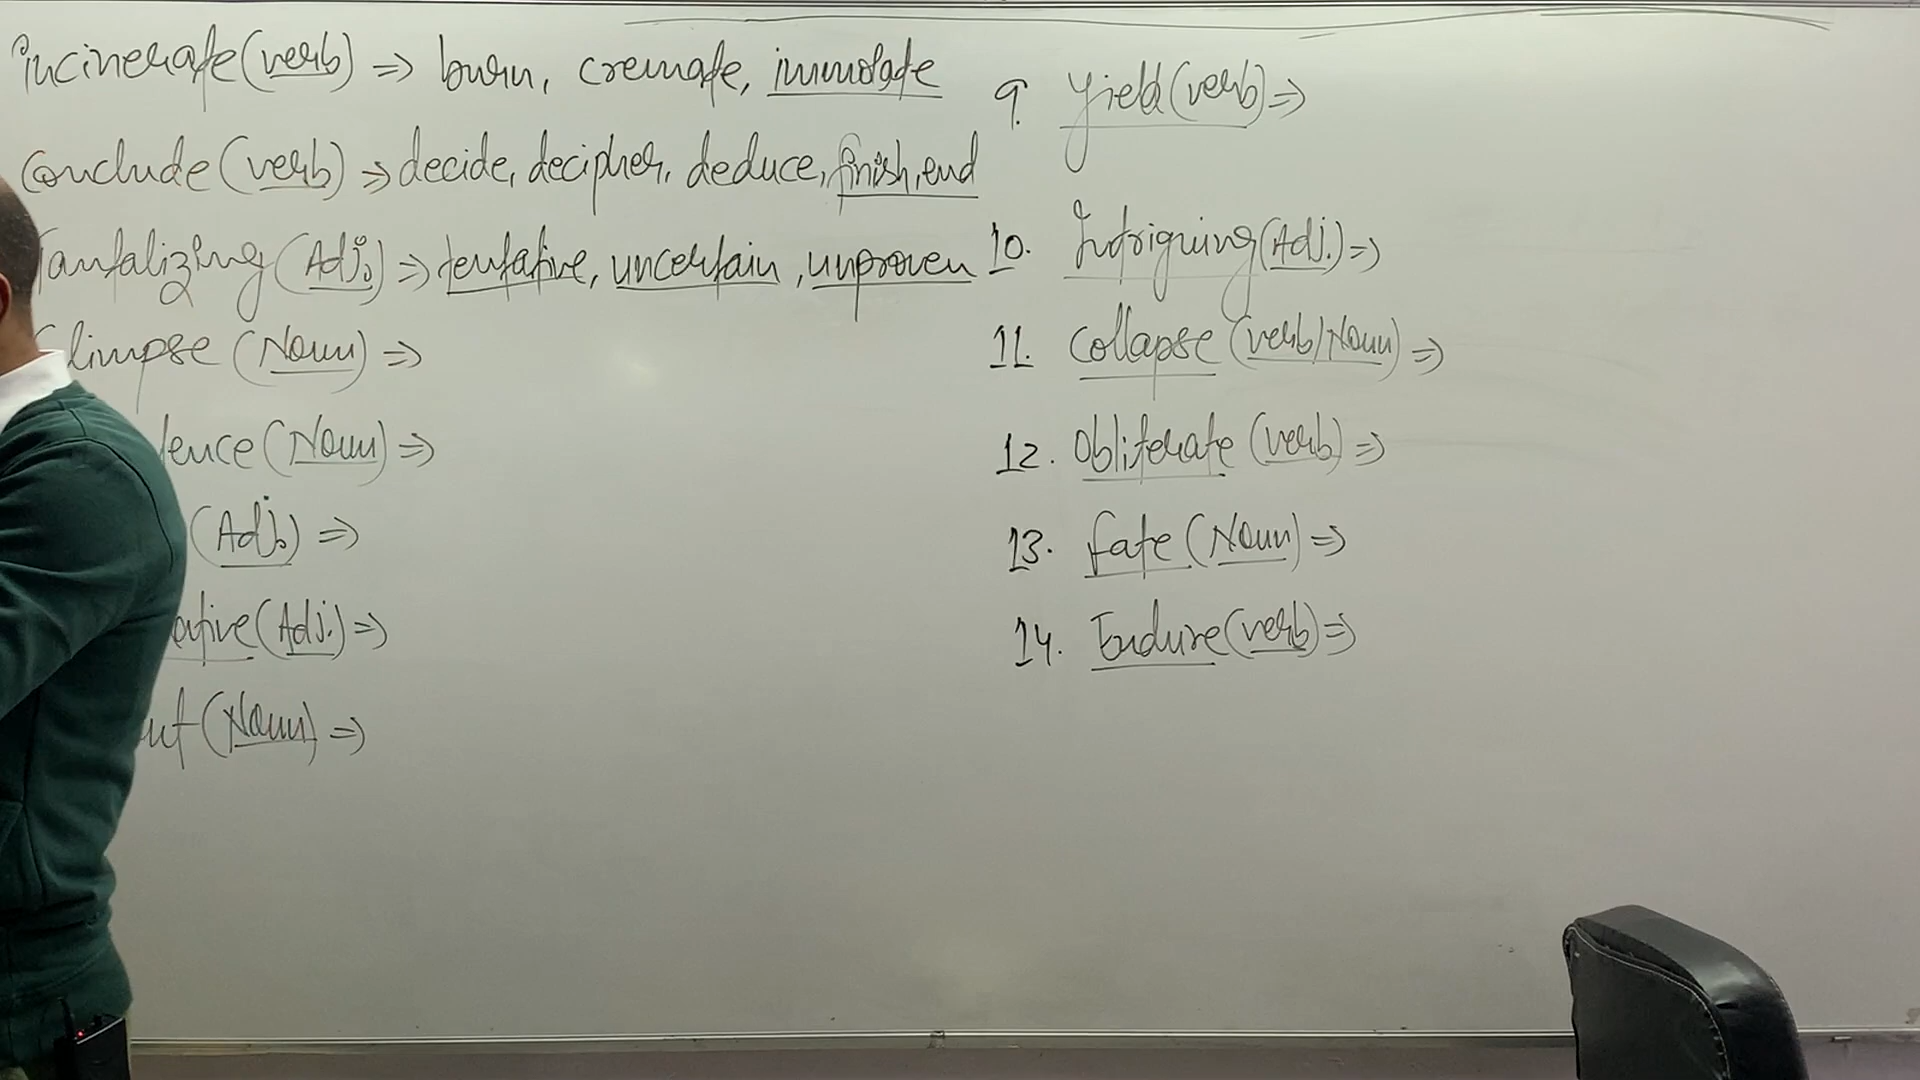 incinerate (verb) => burn, cremate, immolate
Conclude (verb) => decide, decipher, deduce, finish, end
Tantalizing (Adj.) => tentative, uncertain, unproven
Glimpse (Noun) =>
dence (Noun) =>
(Adj.) =>
ative (Adj.) =>
(Noun) =>
9. Yield (verb) =>
10. Intriguing (Adj.) =>
11. Collapse (verb/Noun) =>
12. Obliterate (verb) =>
13. fate (Noun) =>
14. Endure (verb) =>